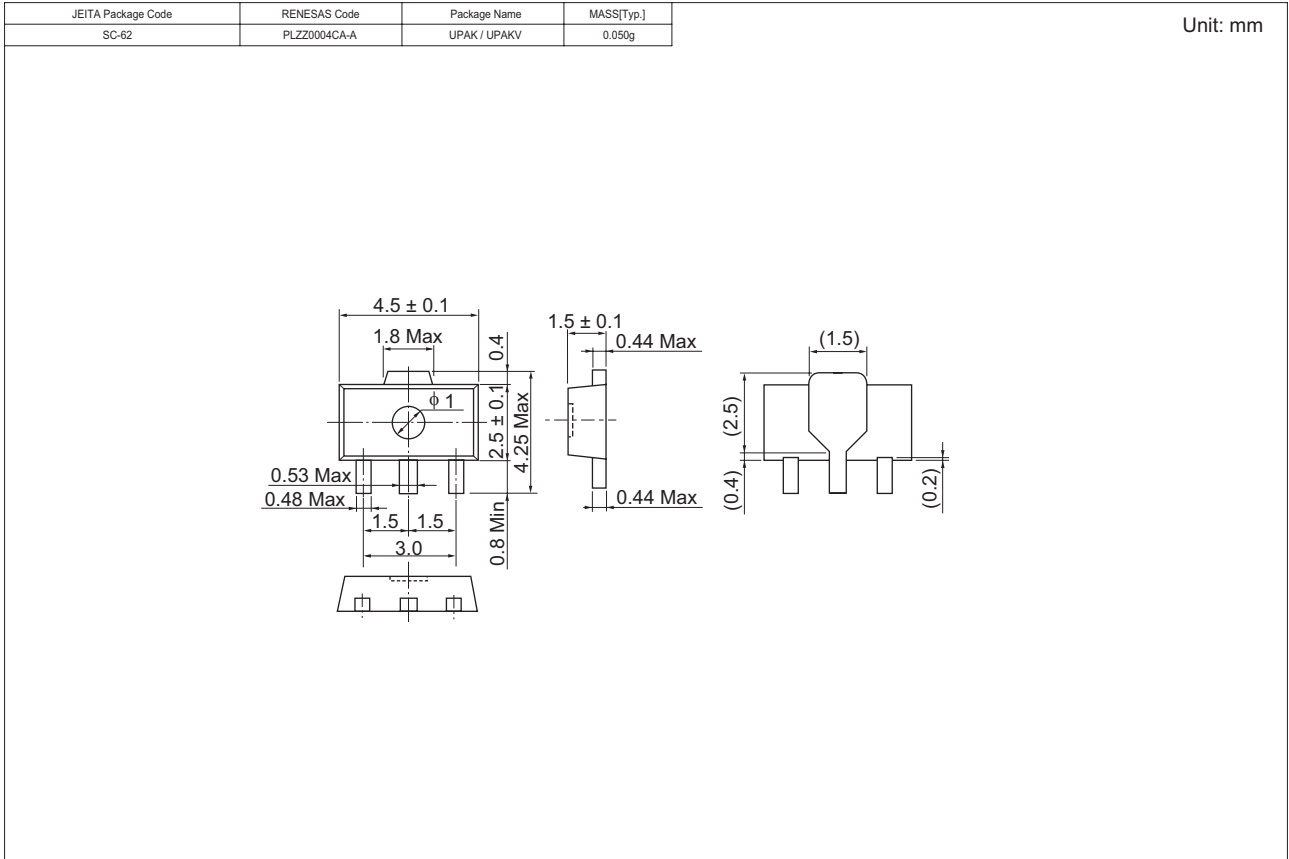 JEITA Package Code RENESAS Code Package Name MASS[Typ.]
SC-62 PLZZ0004CA-A UPAK / UPAKV 0.050g
Unit: mm
4.5 ± 0.1
1.8 Max
0.4
ϕ 1
2.5 ± 0.1
4.25 Max
0.53 Max
0.48 Max
1.5 1.5
3.0
0.8 Min
1.5 ± 0.1
0.44 Max
0.44 Max
(1.5)
(2.5)
(0.4)
(0.2)